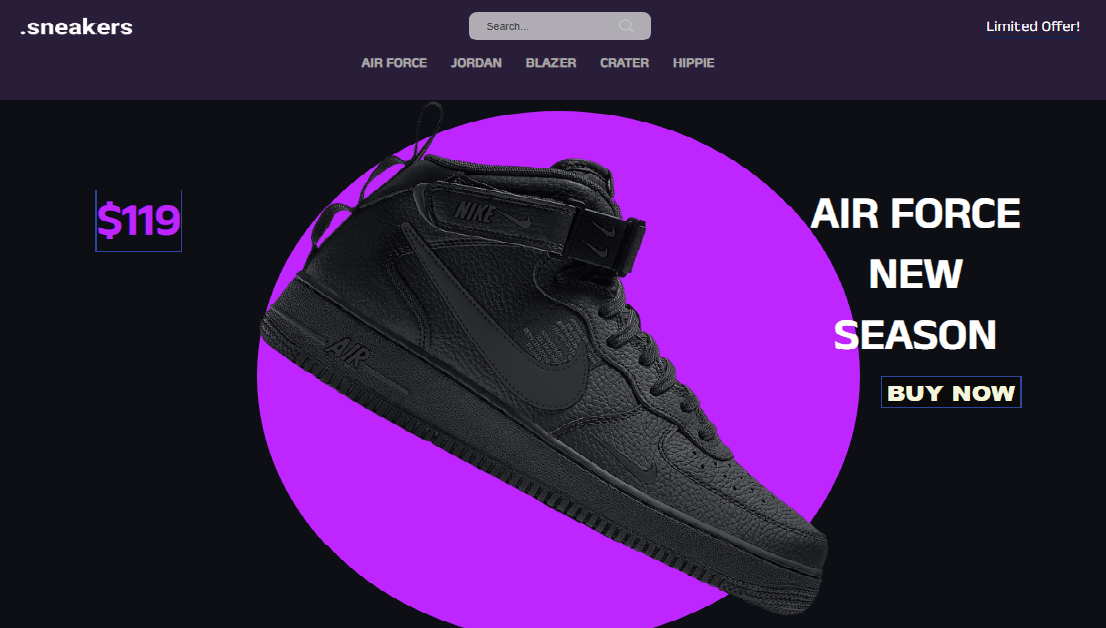 .sneakers
Search...
Limited Offer!
AIR FORCE JORDAN BLAZER CRATER HIPPIE
$119
NIKE
AIR
AIR FORCE
NEW
SEASON
BUY NOW